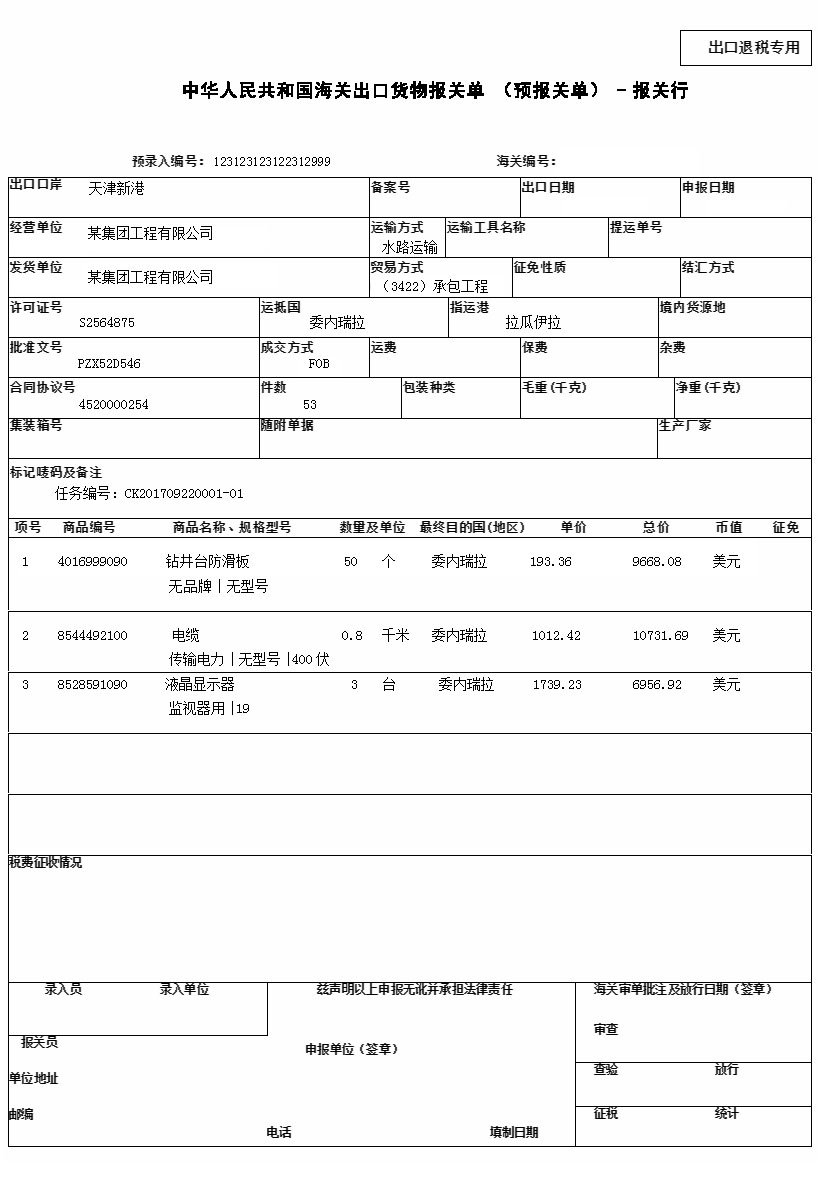 出口退税专用
中华人民共和国海关出口货物报关单 （预报关单） - 报关行
预录入编号：123123123122312999 海关编号：
出口口岸 天津新港 备案号 出口日期 申报日期
经营单位 某集团工程有限公司 运输方式 水路运输 运输工具名称 提运单号
发货单位 某集团工程有限公司 贸易方式 （3422）承包工程 征免性质 结汇方式
许可证号 S2564875 运抵国 委内瑞拉 指运港 拉瓜伊拉 境内货源地
批准文号 PZX52D546 成交方式 FOB 运费 保费 杂费
合同协议号 4520000254 件数 53 包装种类 毛重(千克) 净重(千克)
集装箱号 随附单据 生产厂家
标记唛码及备注
任务编号：CK201709220001-01
项号 商品编号 商品名称、规格型号 数量及单位 最终目的国(地区) 单价 总价 币值 征免
1 4016999090 钻井台防滑板 50 个 委内瑞拉 193.36 9668.08 美元
无品牌|无型号
2 8544492100 电缆 0.8 千米 委内瑞拉 1012.42 10731.69 美元
传输电力|无型号|400伏
3 8528591090 液晶显示器 3 台 委内瑞拉 1739.23 6956.92 美元
监视器用|19
税费征收情况
录入员 录入单位 兹声明以上申报无讹并承担法律责任 海关审单批注及放行日期（签章）
审查
报关员 申报单位（签章）
查验 放行
单位地址
邮编 征税 统计
电话 填制日期